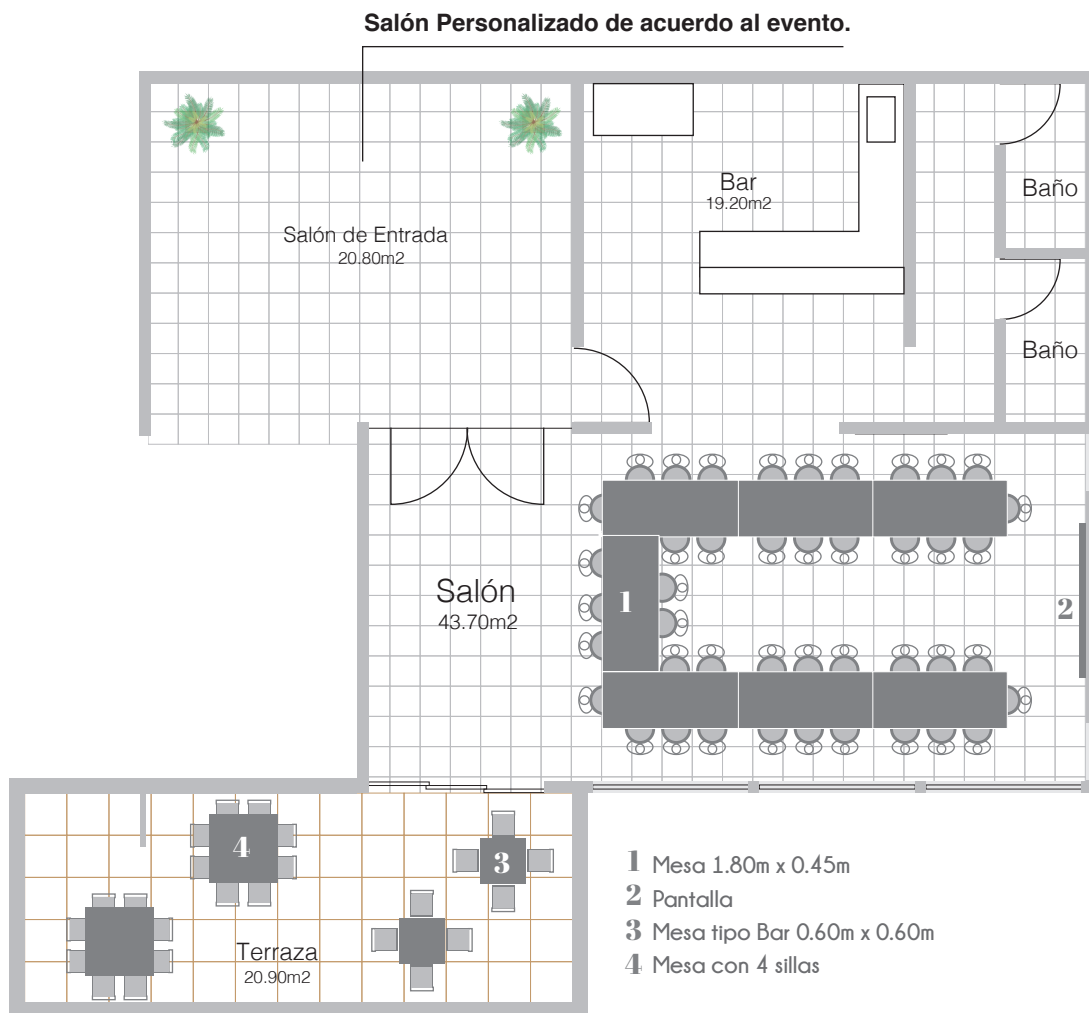 Salón Personalizado de acuerdo al evento.
Bar
19.20m2
Baño
Salón de Entrada
20.80m2
Baño
Salón
43.70m2
1
2
4
3
Terraza
20.90m2
1 Mesa 1.80m x 0.45m
2 Pantalla
3 Mesa tipo Bar 0.60m x 0.60m
4 Mesa con 4 sillas